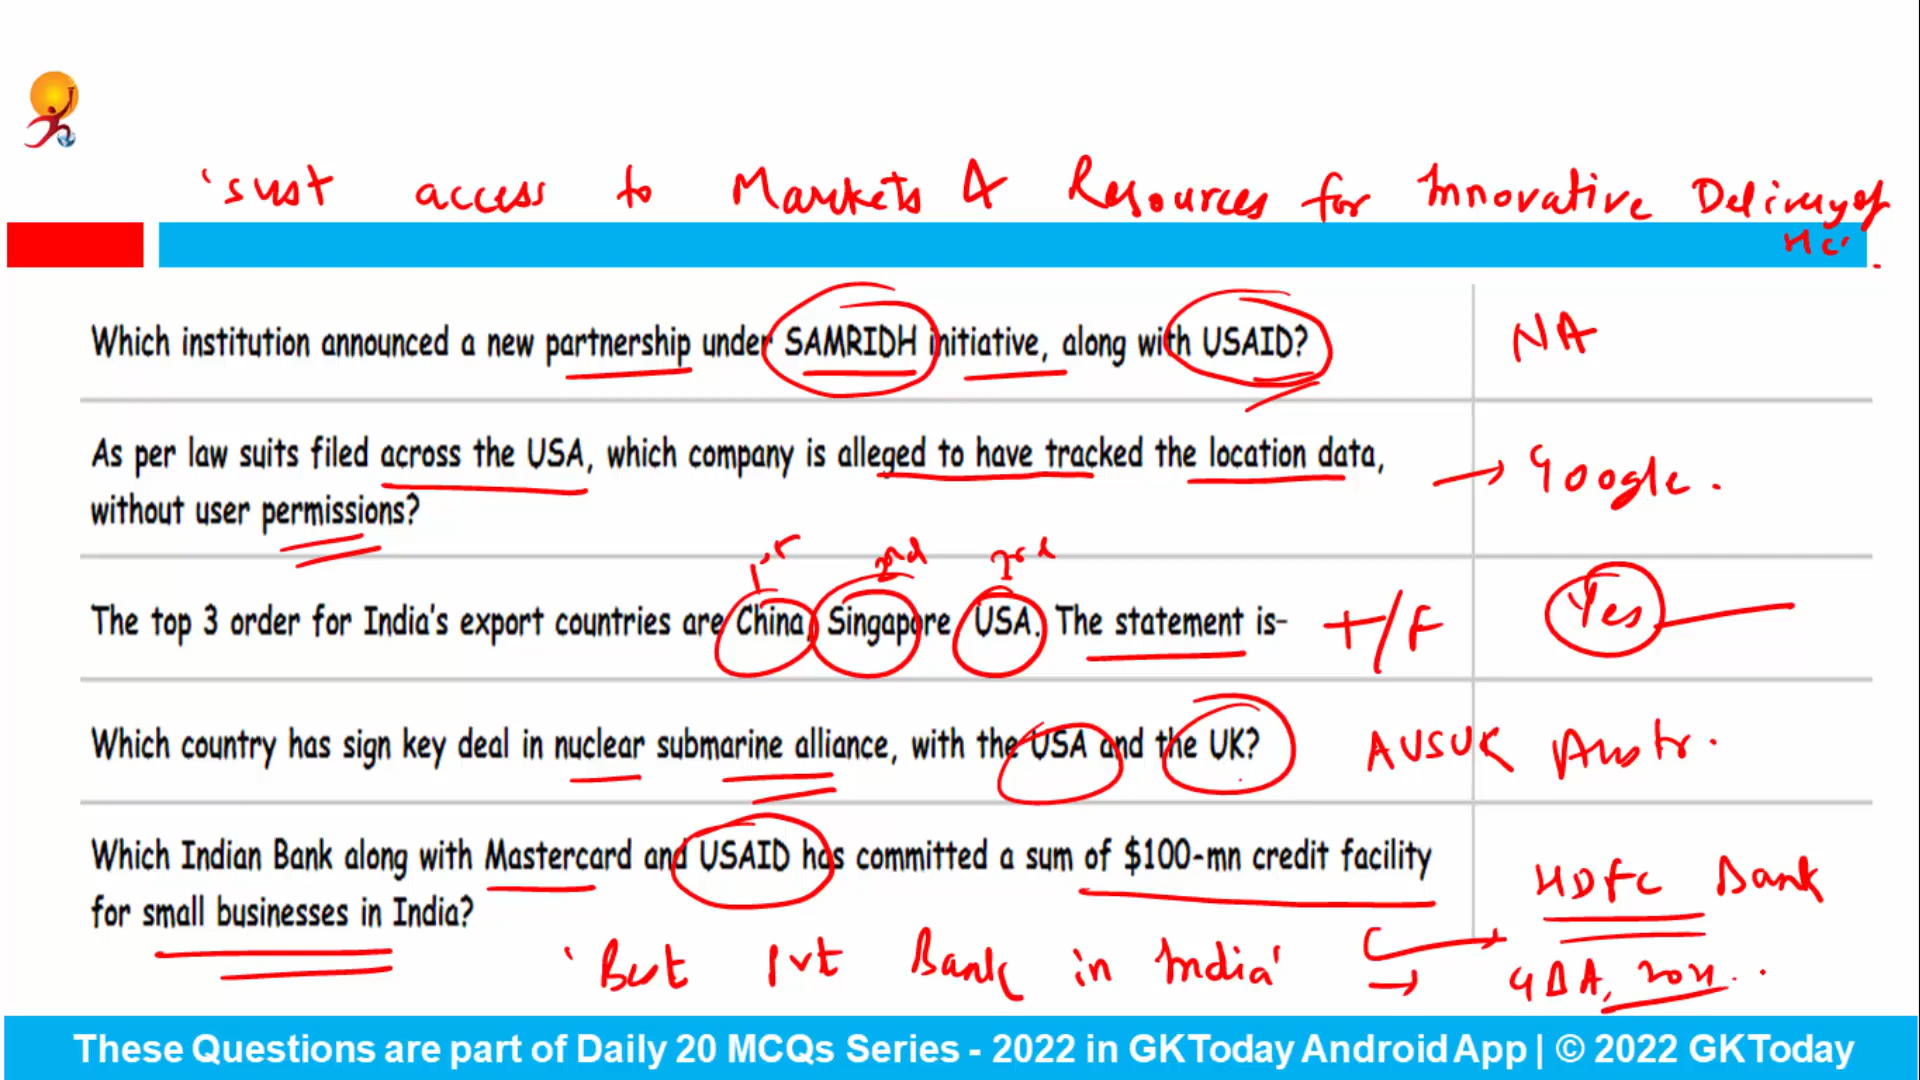 'sust access to Markets & Resources for Innovative Delivery of
HC'.
Which institution announced a new partnership under SAMRIDH initiative, along with USAID? NA
As per law suits filed across the USA, which company is alleged to have tracked the location data, → Google.
without user permissions?
1st 2nd 3rd
The top 3 order for India's export countries are China, Singapore USA. The statement is- T/F Yes
Which country has sign key deal in nuclear submarine alliance, with the USA and the UK? AUSUK Austr.
Which Indian Bank along with Mastercard and USAID has committed a sum of $100-mn credit facility HDFC Bank
for small businesses in India?
'Best Pvt Bank in India' → GBA, 2021..
These Questions are part of Daily 20 MCQs Series - 2022 in GKToday Android App | © 2022 GKToday